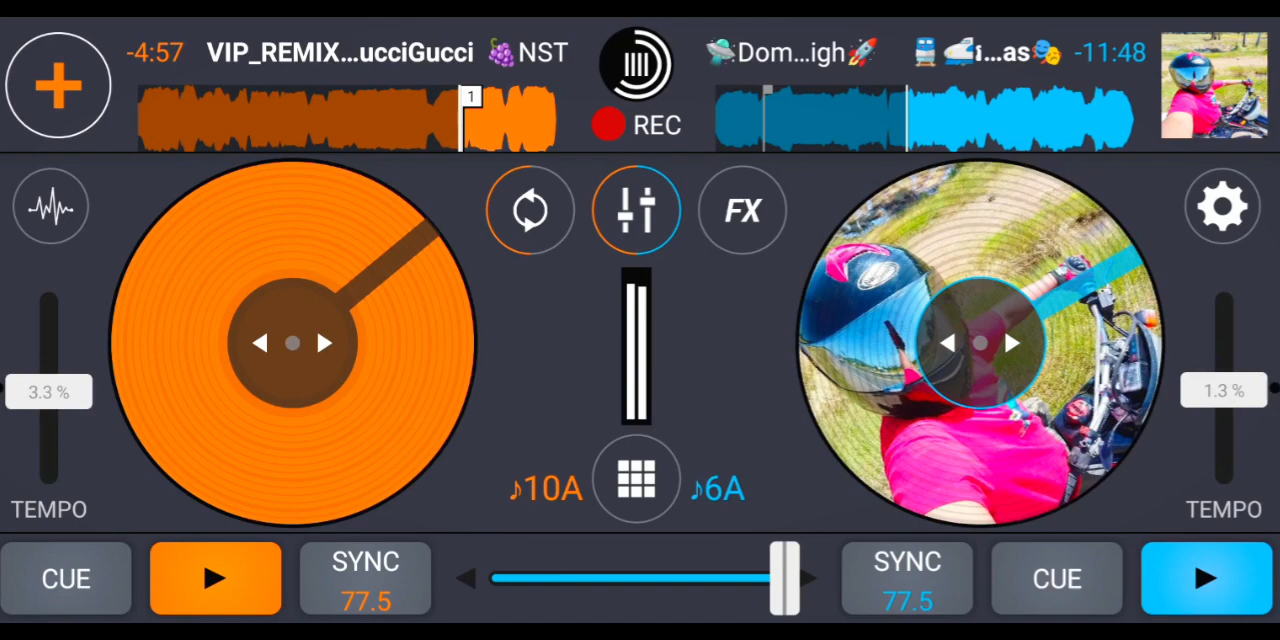 -4:57 VIP_REMIX...ucciGucci 🍇NST
🛸Dom...igh🚀 🚆🚄i...as🎭 -11:48
1
REC
FX
3.3 %
1.3 %
TEMPO
♪10A
♪6A
TEMPO
CUE
SYNC
77.5
SYNC
77.5
CUE